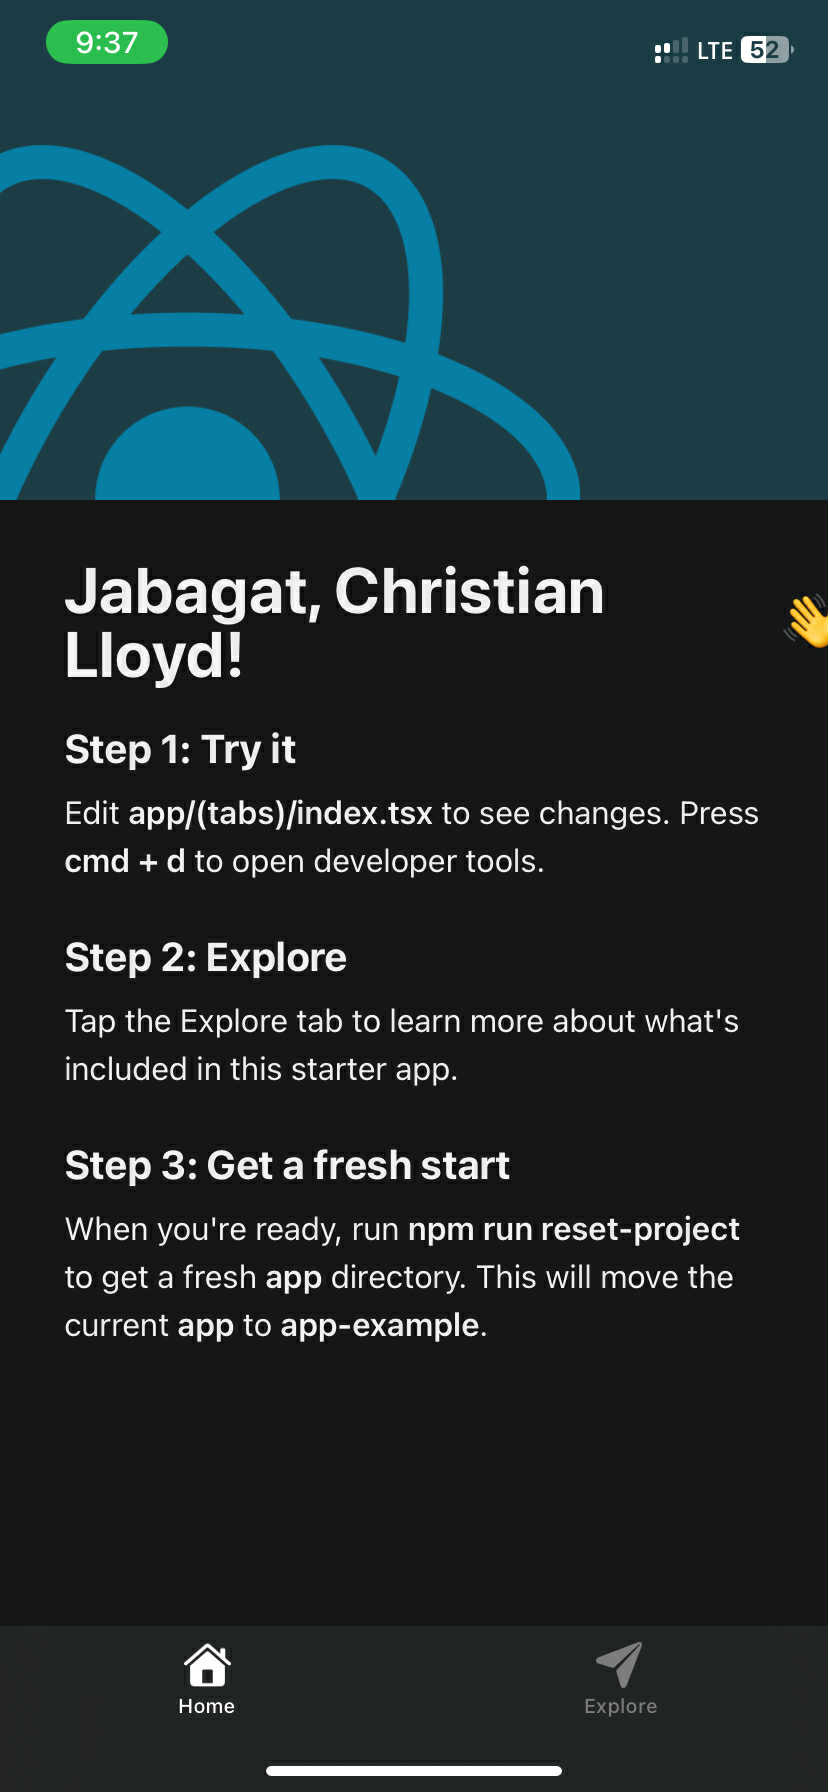 9:37
LTE 52
Jabagat, Christian
Lloyd!
Step 1: Try it
Edit app/(tabs)/index.tsx to see changes. Press
cmd + d to open developer tools.
Step 2: Explore
Tap the Explore tab to learn more about what's
included in this starter app.
Step 3: Get a fresh start
When you're ready, run npm run reset-project
to get a fresh app directory. This will move the
current app to app-example.
Home
Explore